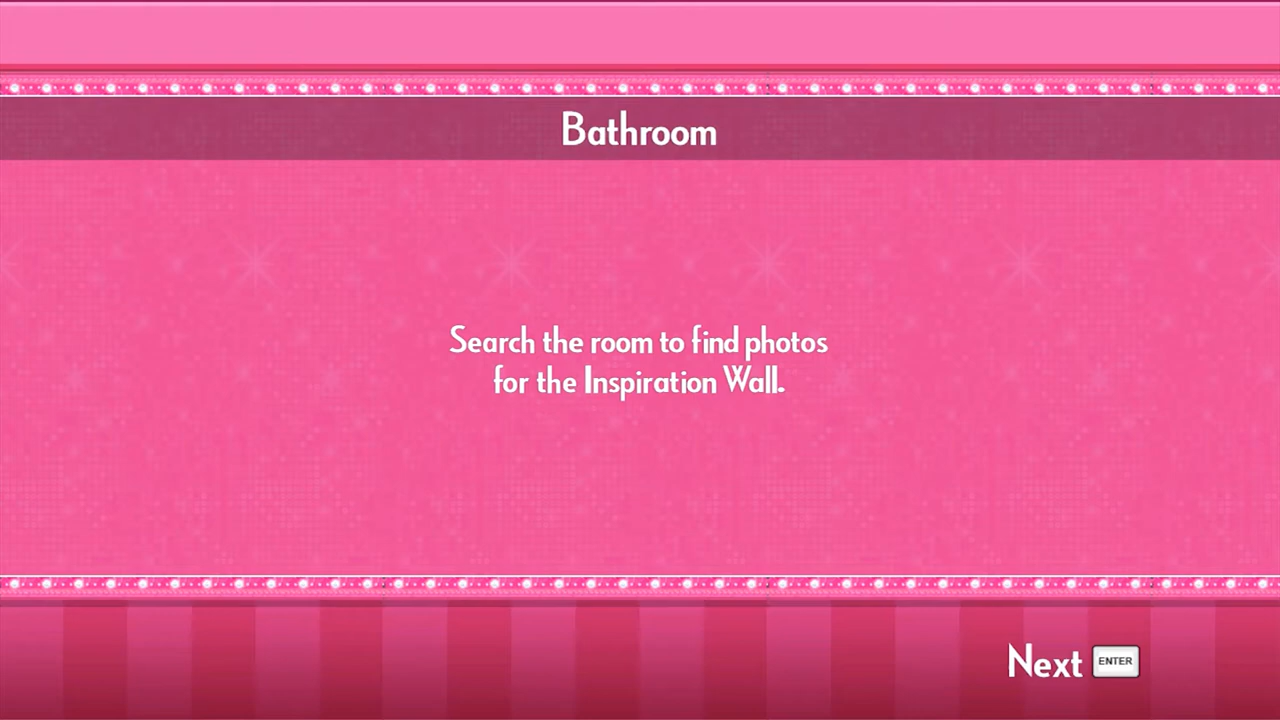 Bathroom
Search the room to find photos
for the Inspiration Wall.
Next ENTER